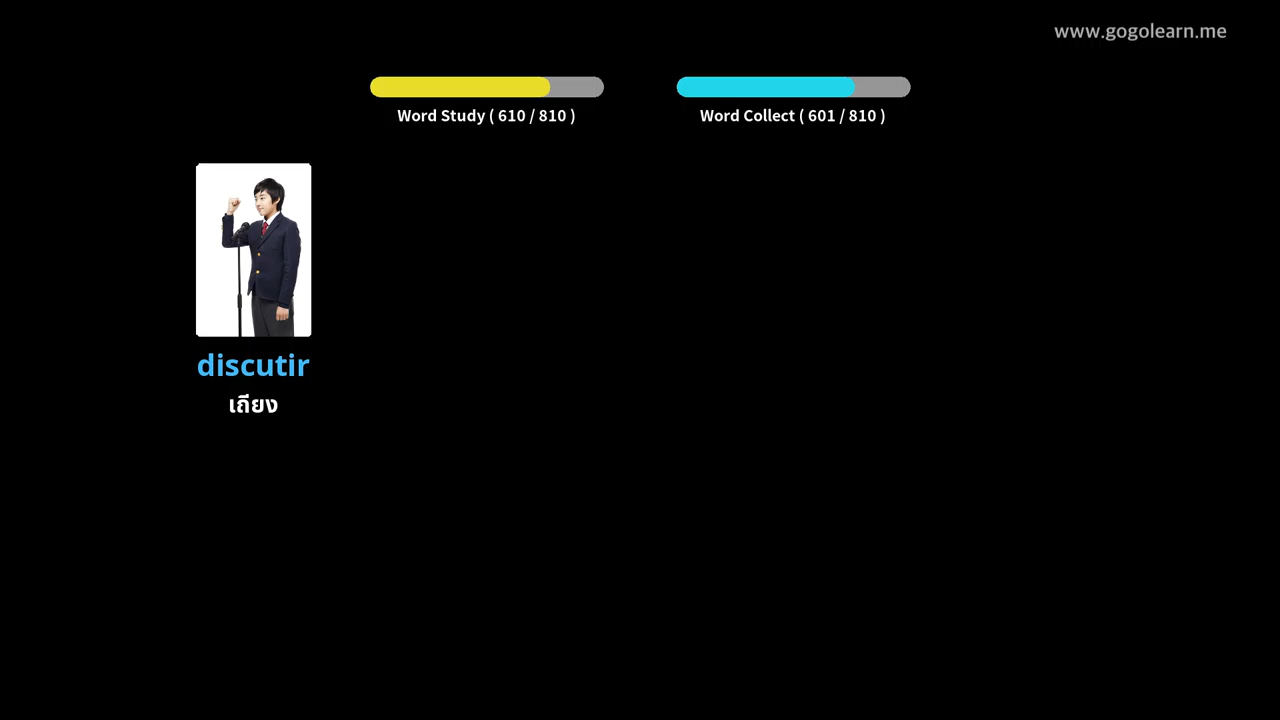 www.gogolearn.me
Word Study ( 610 / 810 )
Word Collect ( 601 / 810 )
discutir
เถียง